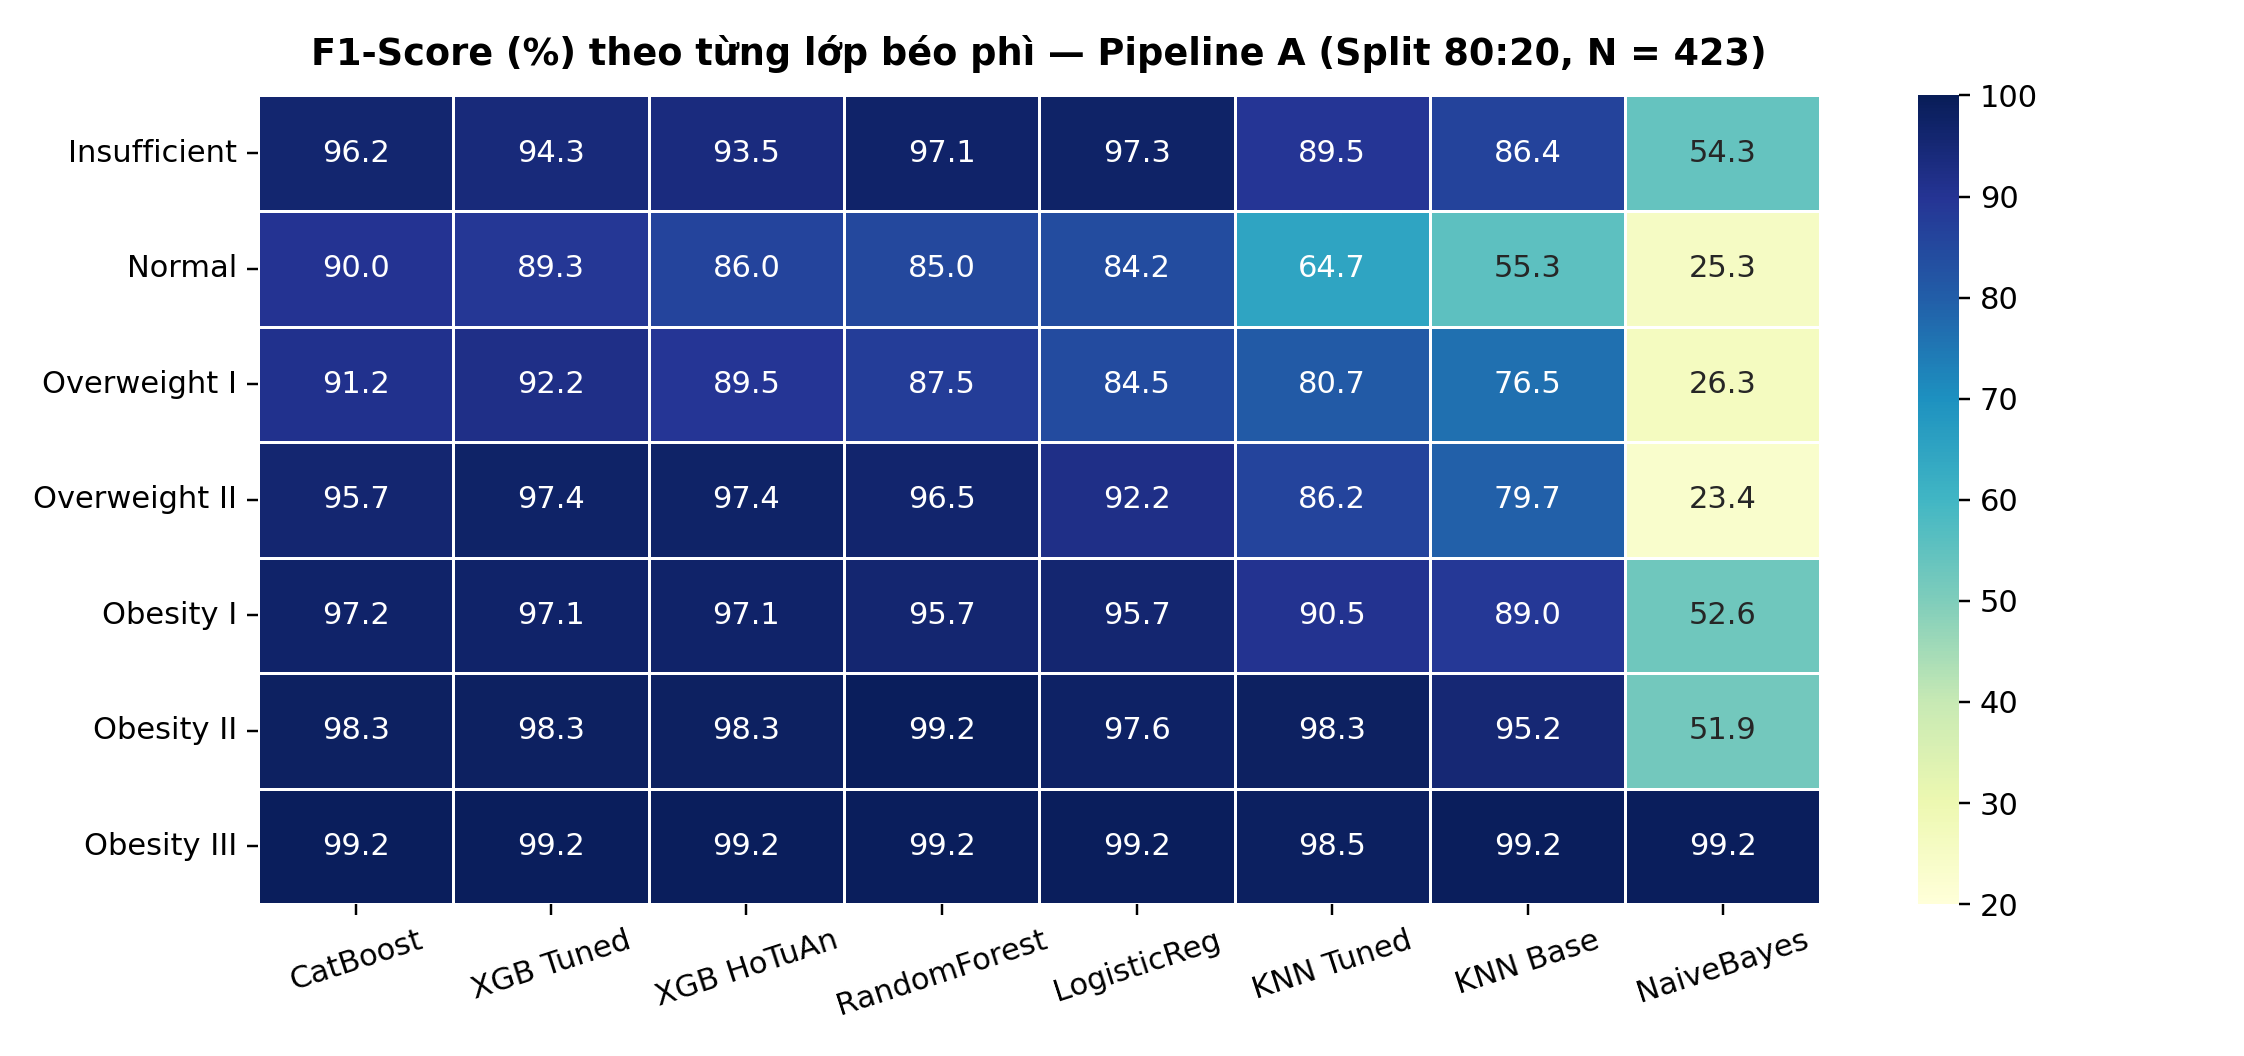 F1-Score (%) theo từng lớp béo phì — Pipeline A (Split 80:20, N = 423)
Insufficient 96.2 94.3 93.5 97.1 97.3 89.5 86.4 54.3
Normal 90.0 89.3 86.0 85.0 84.2 64.7 55.3 25.3
Overweight I 91.2 92.2 89.5 87.5 84.5 80.7 76.5 26.3
Overweight II 95.7 97.4 97.4 96.5 92.2 86.2 79.7 23.4
Obesity I 97.2 97.1 97.1 95.7 95.7 90.5 89.0 52.6
Obesity II 98.3 98.3 98.3 99.2 97.6 98.3 95.2 51.9
Obesity III 99.2 99.2 99.2 99.2 99.2 98.5 99.2 99.2
CatBoost XGB Tuned XGB HoTuAn RandomForest LogisticReg KNN Tuned KNN Base NaiveBayes
100
90
80
70
60
50
40
30
20